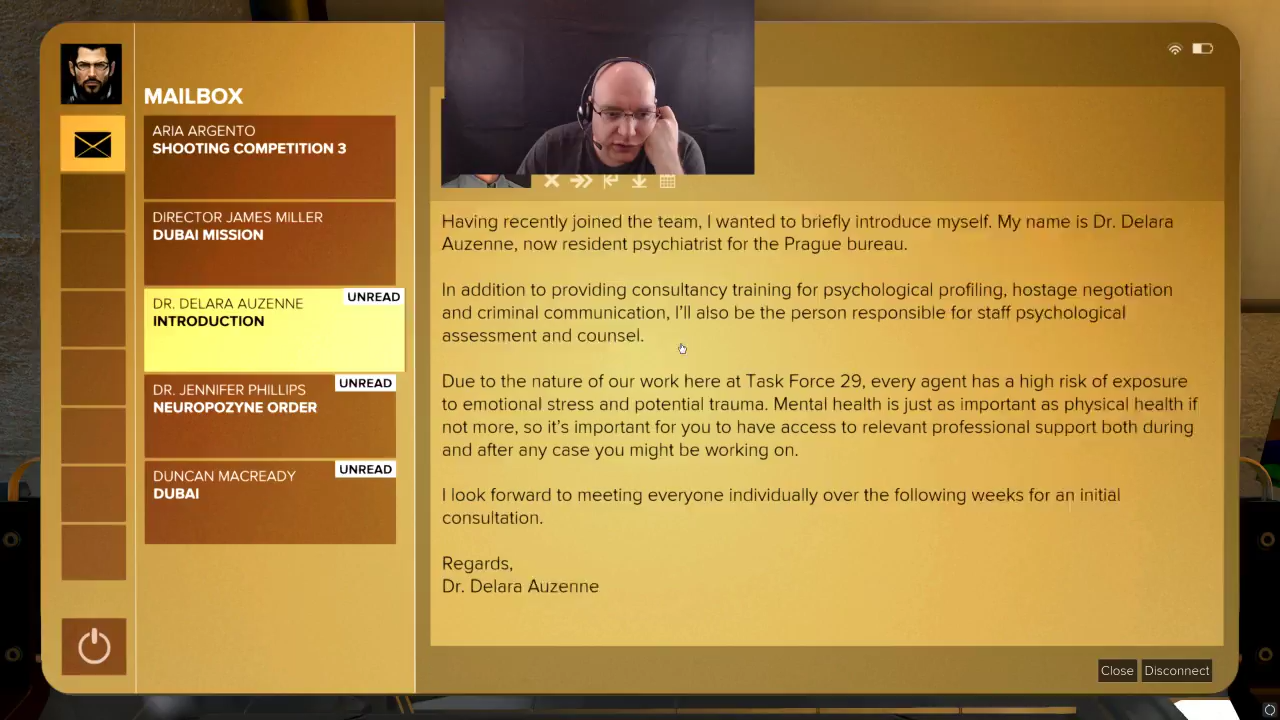 MAILBOX
ARIA ARGENTO
SHOOTING COMPETITION 3
DIRECTOR JAMES MILLER
DUBAI MISSION
UNREAD
DR. DELARA AUZENNE
INTRODUCTION
UNREAD
DR. JENNIFER PHILLIPS
NEUROPOZYNE ORDER
UNREAD
DUNCAN MACREADY
DUBAI
Having recently joined the team, I wanted to briefly introduce myself. My name is Dr. Delara
Auzenne, now resident psychiatrist for the Prague bureau.
In addition to providing consultancy training for psychological profiling, hostage negotiation
and criminal communication, I'll also be the person responsible for staff psychological
assessment and counsel.
Due to the nature of our work here at Task Force 29, every agent has a high risk of exposure
to emotional stress and potential trauma. Mental health is just as important as physical health if
not more, so it's important for you to have access to relevant professional support both during
and after any case you might be working on.
I look forward to meeting everyone individually over the following weeks for an initial
consultation.
Regards,
Dr. Delara Auzenne
Close Disconnect